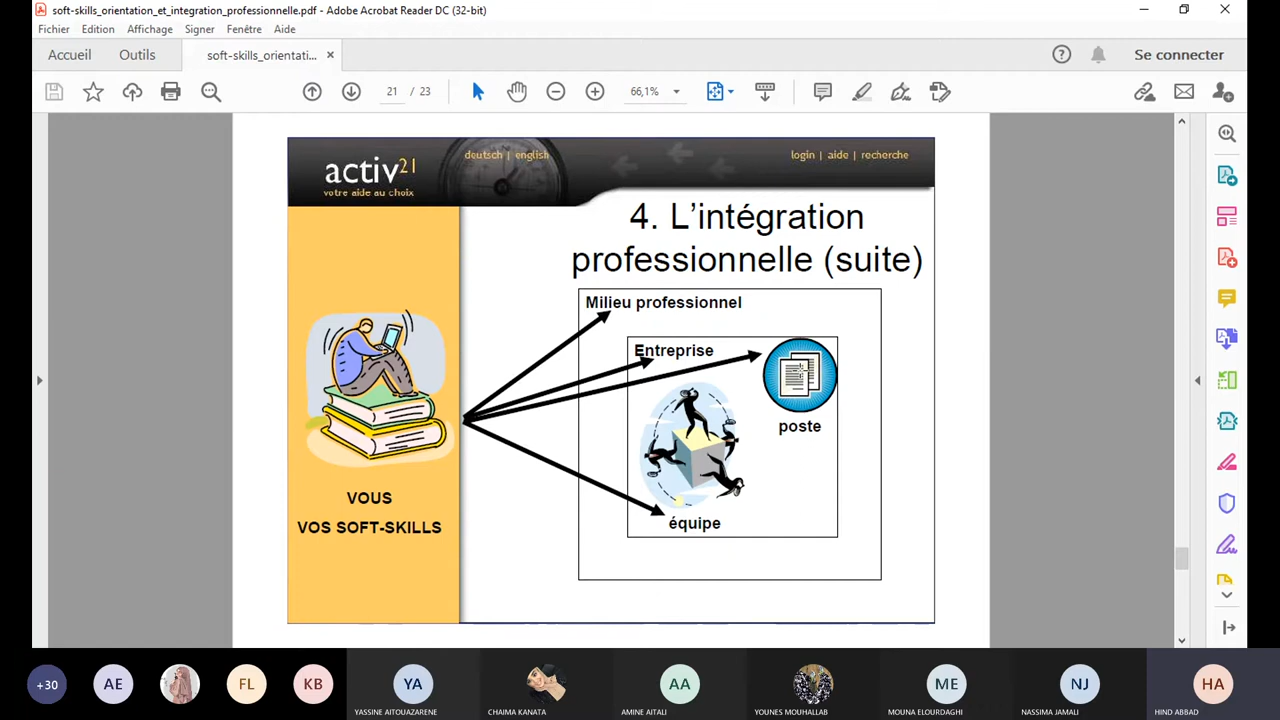 soft-skills_orientation_et_integration_professionnelle.pdf - Adobe Acrobat Reader DC (32-bit)
Fichier Edition Affichage Signer Fenêtre Aide
Accueil Outils soft-skills_orientati... × Se connecter
21 / 23 66,1%
activ21
votre aide au choix
deutsch | english
login | aide | recherche
4. L'intégration
professionnelle (suite)
Milieu professionnel
Entreprise
poste
équipe
VOUS
VOS SOFT-SKILLS
+30 AE FL KB YA AA ME NJ HA
YASSINE AITOUAZARENE CHAIMA KANATA AMINE AITALI YOUNES MOUHALLAB MOUNA ELOURDAGHI NASSIMA JAMALI HIND ABBAD